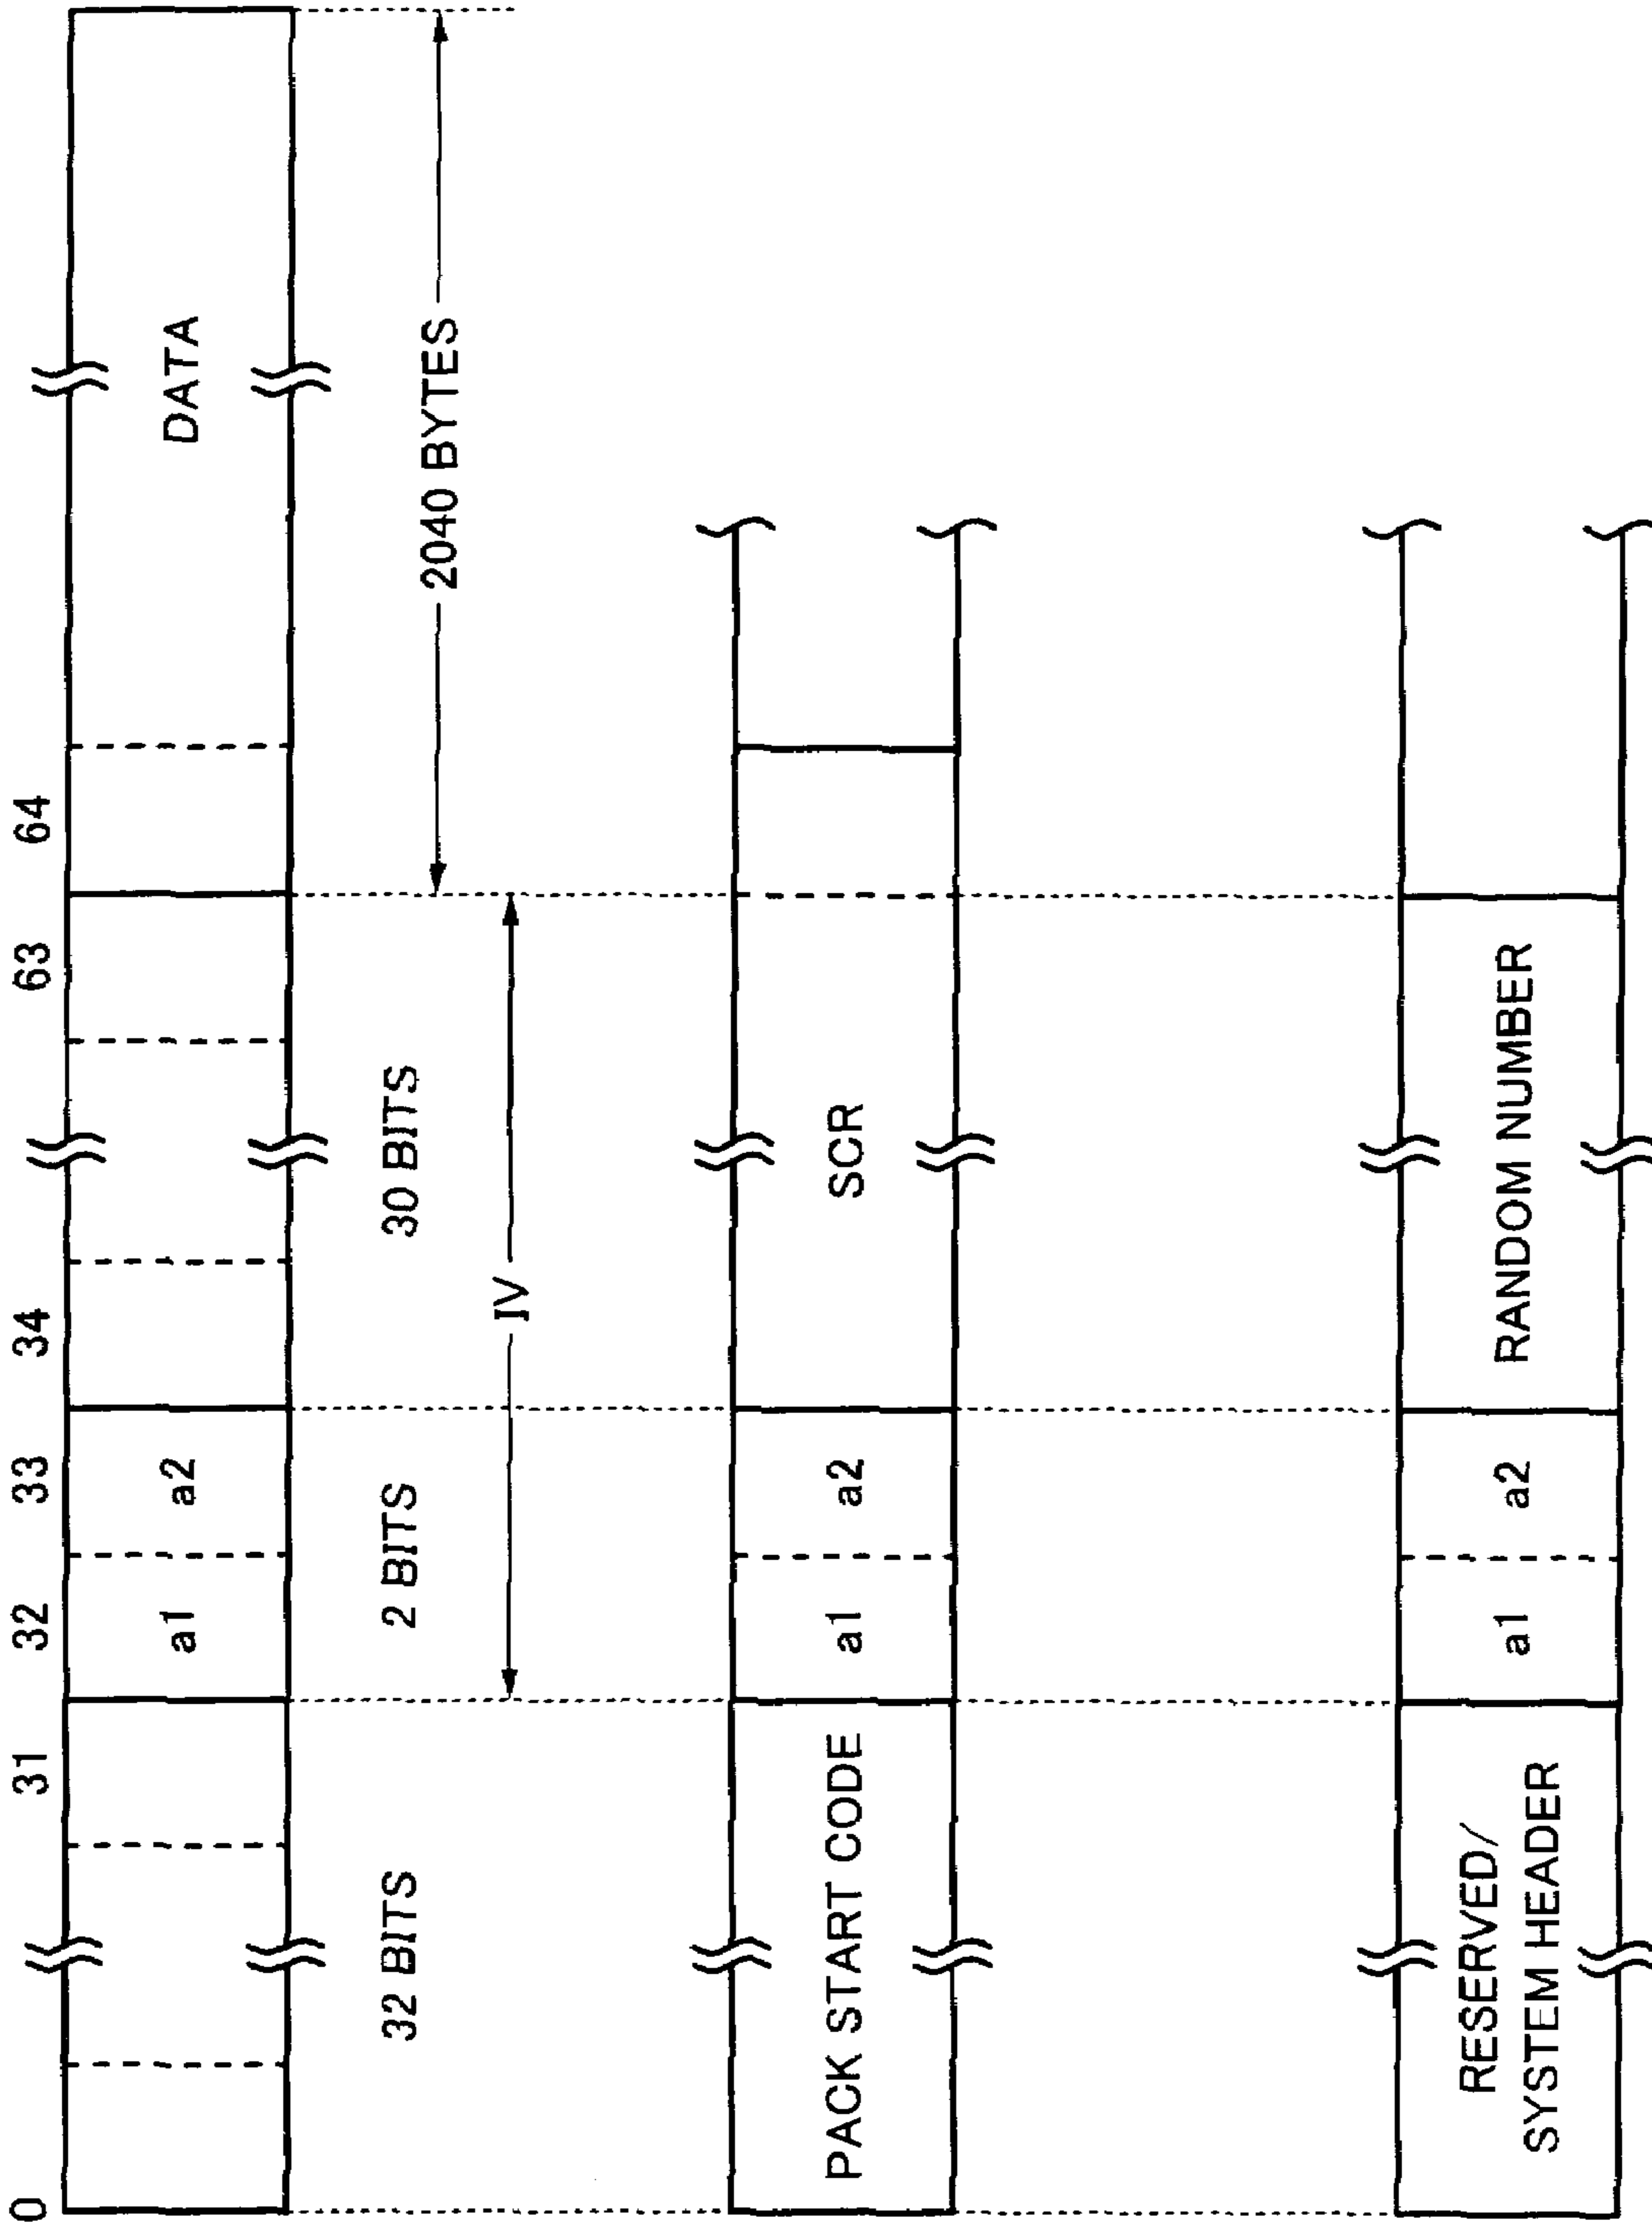 0 31 32 33 34 63 64
a1 a2 DATA
32 BITS 2 BITS 30 BITS 2040 BYTES
IV
PACK START CODE a1 a2 SCR
RESERVED/
SYSTEM HEADER
a1 a2 RANDOM NUMBER